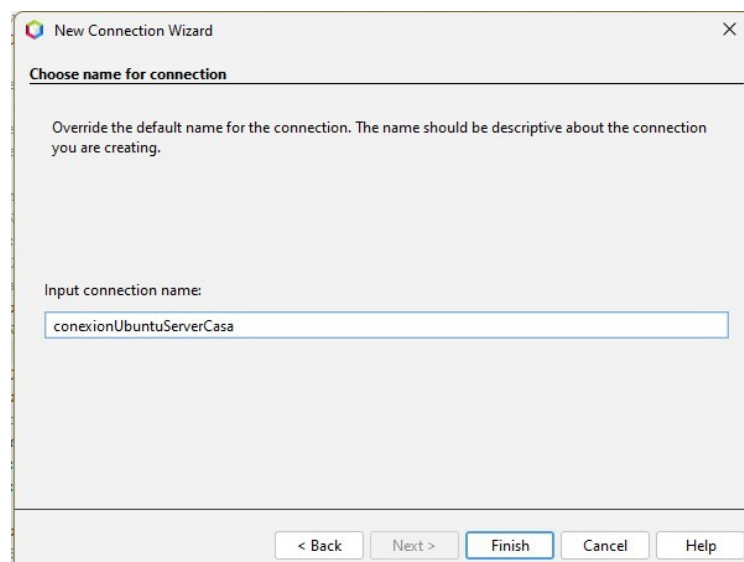 New Connection Wizard
Choose name for connection
Override the default name for the connection. The name should be descriptive about the connection
you are creating.
Input connection name:
conexionUbuntuServerCasa
< Back Next > Finish Cancel Help